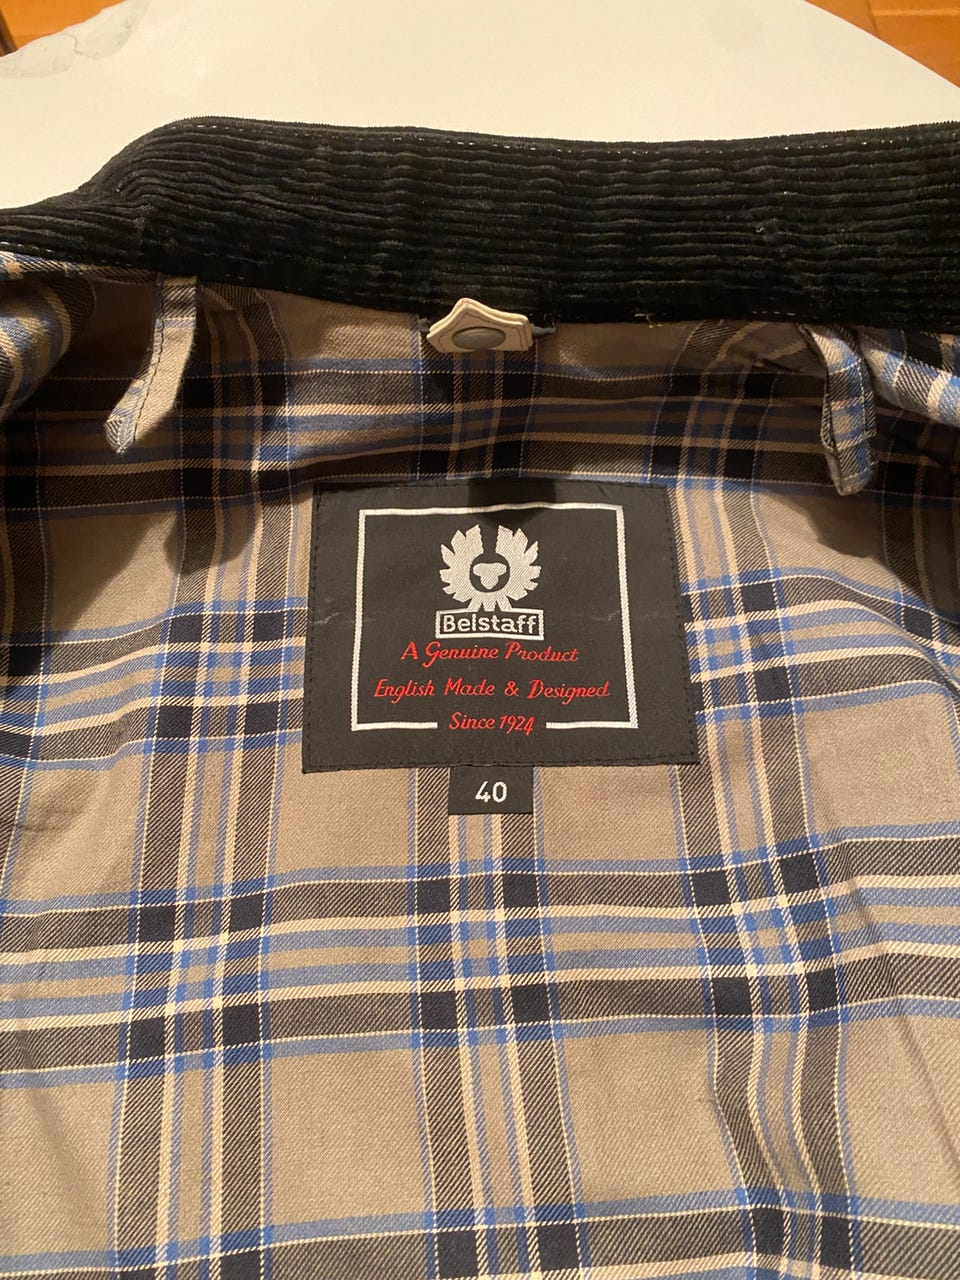 Belstaff
A Genuine Product
English Made & Designed
Since 1924
40